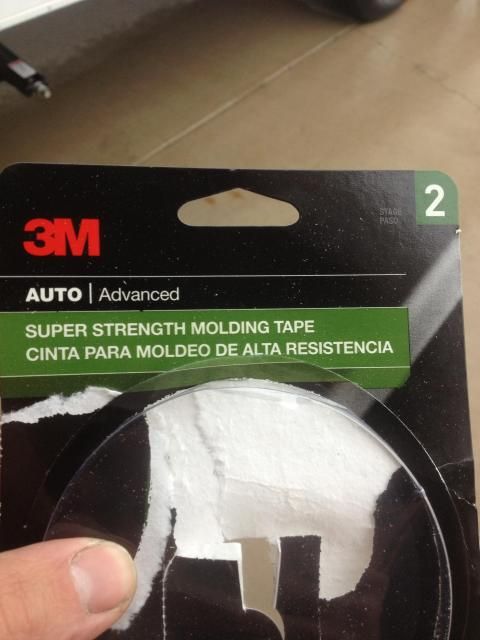 2
STAGE
PASO
3M
AUTO | Advanced
SUPER STRENGTH MOLDING TAPE
CINTA PARA MOLDEO DE ALTA RESISTENCIA